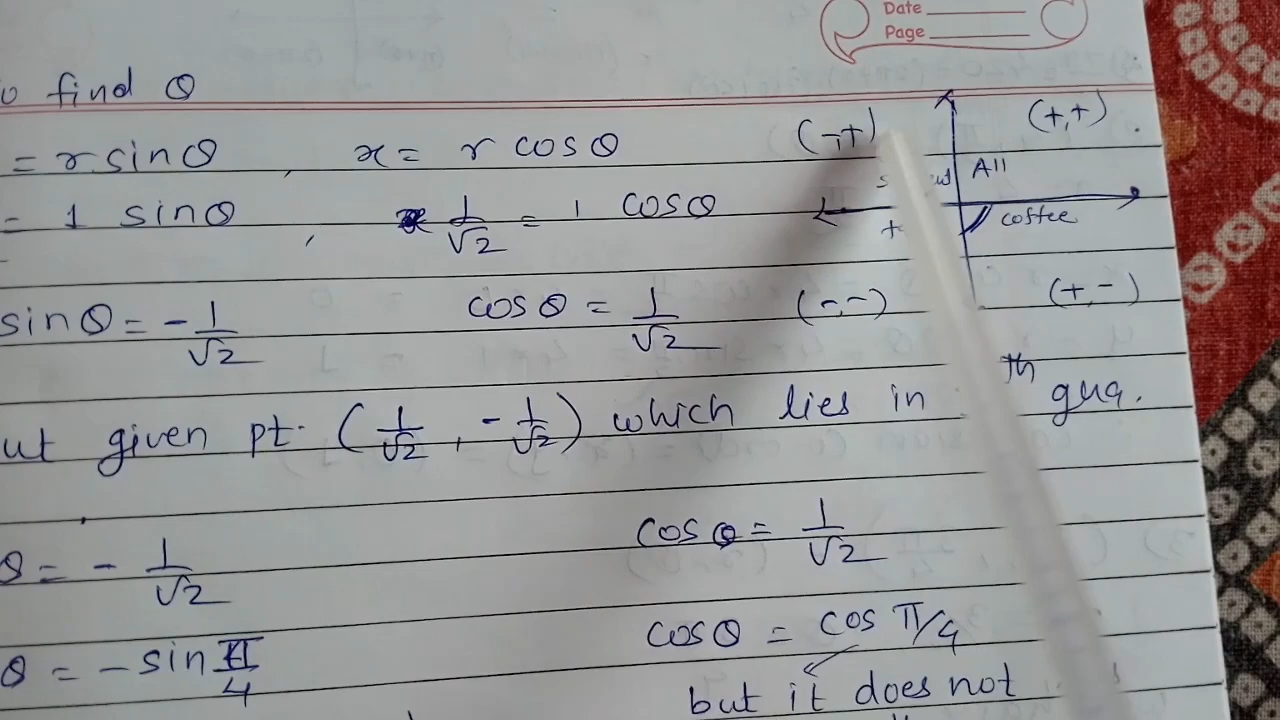 Date
Page
find θ
(-,+) (+,+)
= r sinθ , x = r cosθ
All
= 1 sinθ , 1/√2 = 1 cosθ
coffee
sinθ = -1/√2 cosθ = 1/√2 (-,-) (+,-)
ut given pt. (1/√2 , -1/√2) which lies in th qua.
θ = - 1/√2 cosθ = 1/√2
θ = -sin π/4 cosθ = cos π/4
but it does not